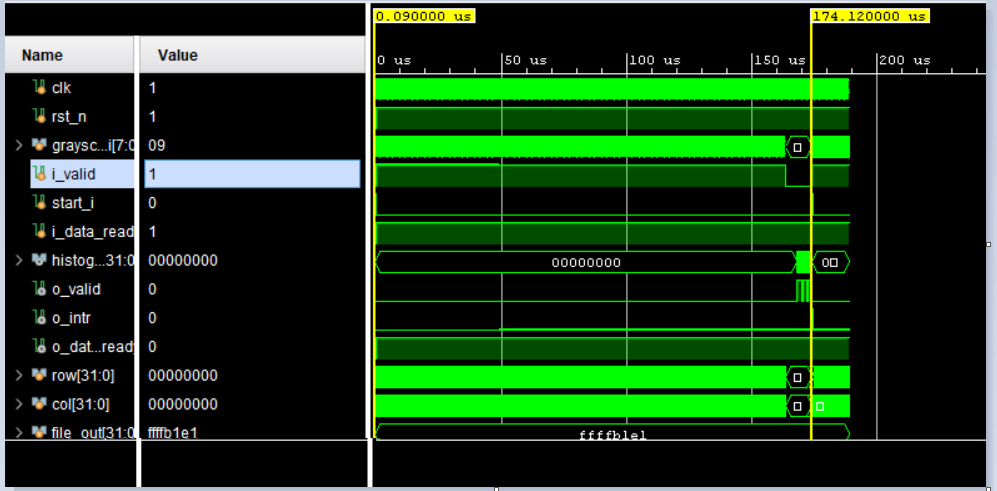 0.090000 us 174.120000 us
Name Value
0 us 50 us 100 us 150 us 200 us
clk 1
rst_n 1
graysc...i[7:0 09
i_valid 1
start_i 0
i_data_read 1
histog...31:0 00000000 00000000 0
o_valid 0
o_intr 0
o_dat...read 0
row[31:0] 00000000
col[31:0] 00000000
file_out[31:0 ffffb1e1 ffffb1e1